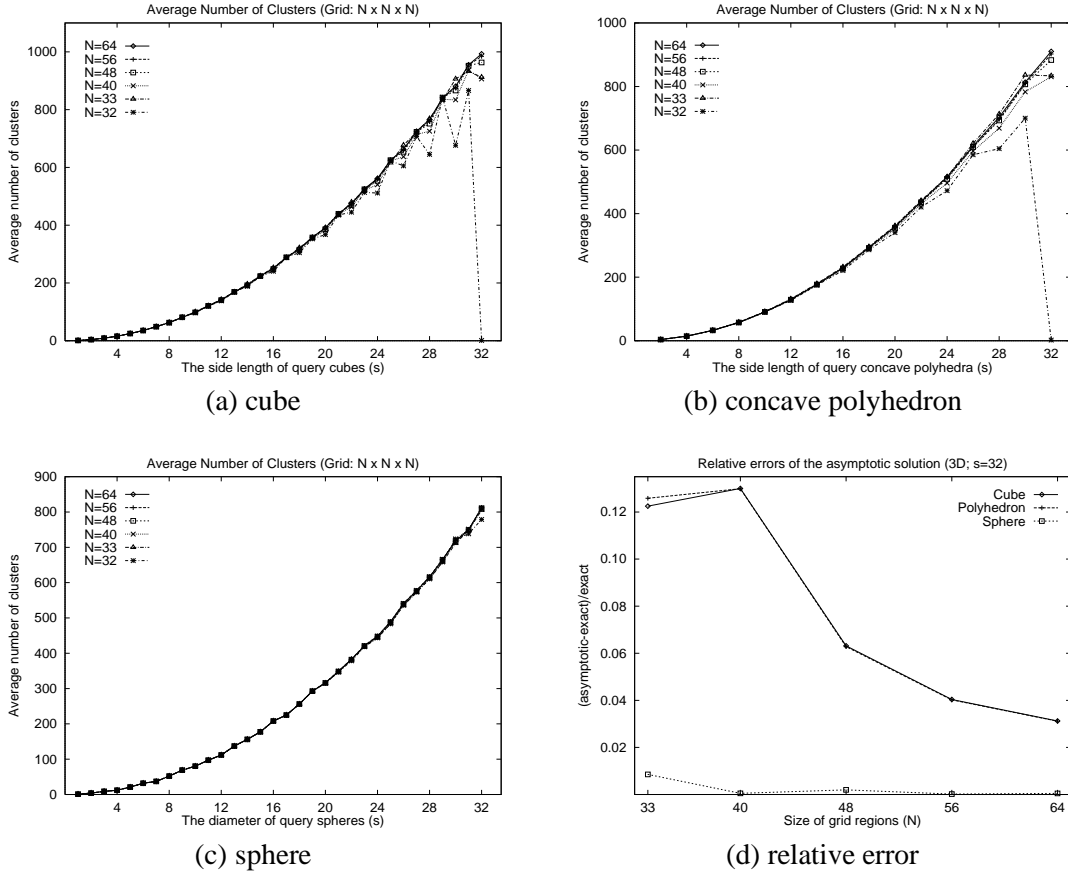 Average Number of Clusters (Grid: N x N x N)
N=64
N=56
N=48
N=40
N=33
N=32
1000
800
600
400
200
0
Average number of clusters
4 8 12 16 20 24 28 32
The side length of query cubes (s)
(a) cube
Average Number of Clusters (Grid: N x N x N)
N=64
N=56
N=48
N=40
N=33
N=32
1000
800
600
400
200
0
Average number of clusters
4 8 12 16 20 24 28 32
The side length of query concave polyhedra (s)
(b) concave polyhedron
Average Number of Clusters (Grid: N x N x N)
N=64
N=56
N=48
N=40
N=33
N=32
900
800
700
600
500
400
300
200
100
0
Average number of clusters
4 8 12 16 20 24 28 32
The diameter of query spheres (s)
(c) sphere
Relative errors of the asymptotic solution (3D; s=32)
Cube
Polyhedron
Sphere
0.12
0.10
0.08
0.06
0.04
0.02
(asymptotic-exact)/exact
33 40 48 56 64
Size of grid regions (N)
(d) relative error